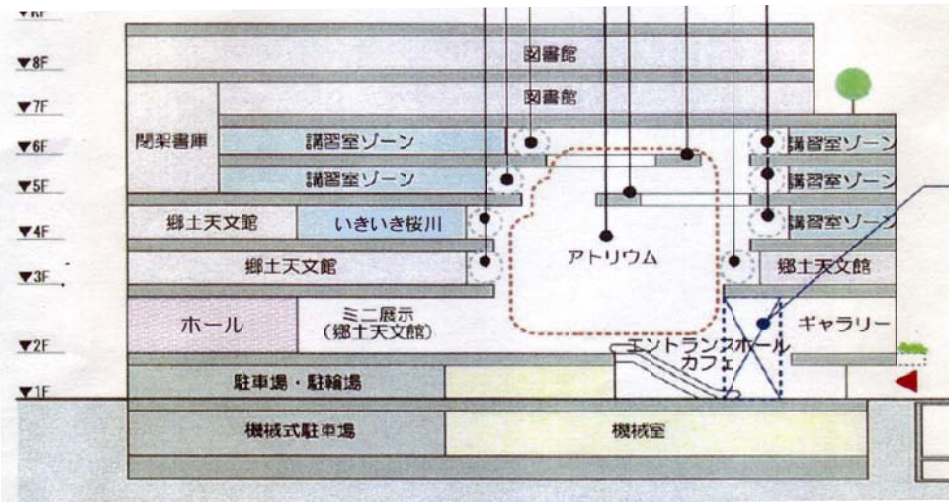 ▼RF
▼8F
図書館
▼7F
図書館
▼6F
閉架書庫
講習室ゾーン
講習室ゾーン
▼5F
講習室ゾーン
講習室ゾーン
▼4F
郷土天文館
いきいき桜川
講習室ゾーン
▼3F
郷土天文館
アトリウム
郷土天文館
▼2F
ホール
ミニ展示
(郷土天文館)
エントランスホール
カフェ
ギャラリー
▼1F
駐車場・駐輪場
機械式駐車場
機械室